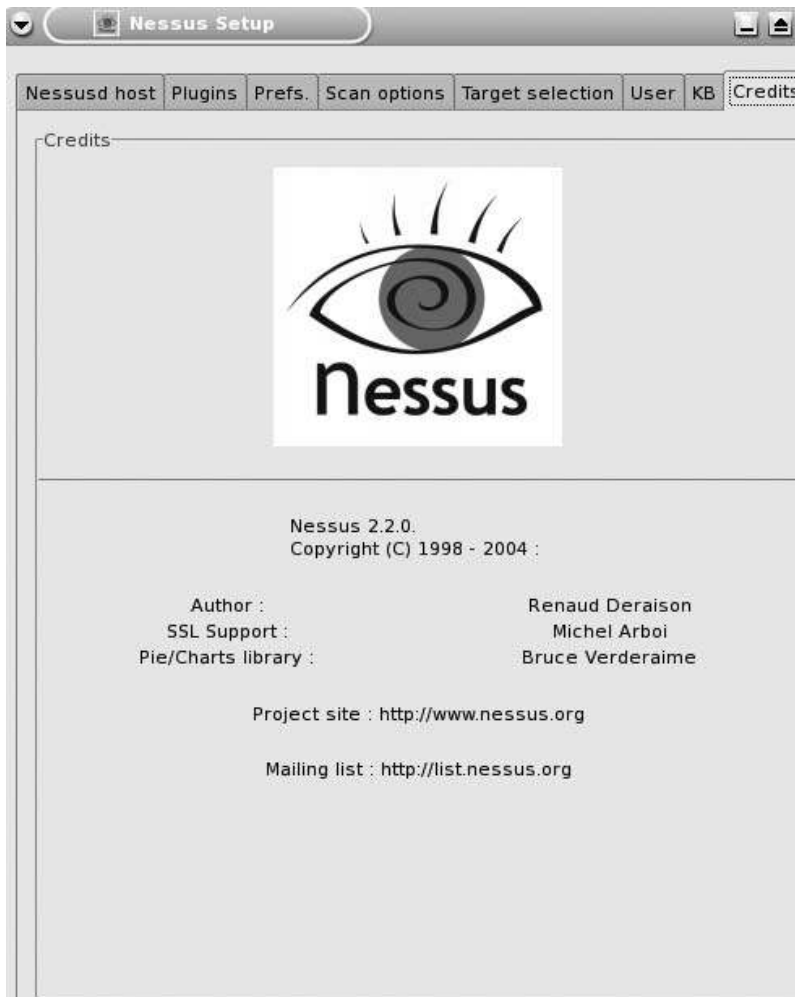 Nessus Setup
Nessusd host Plugins Prefs. Scan options Target selection User KB Credits
Credits
Nessus
Nessus 2.2.0.
Copyright (C) 1998 - 2004 :
Author : Renaud Deraison
SSL Support : Michel Arboi
Pie/Charts library : Bruce Verderaime
Project site : http://www.nessus.org
Mailing list : http://list.nessus.org